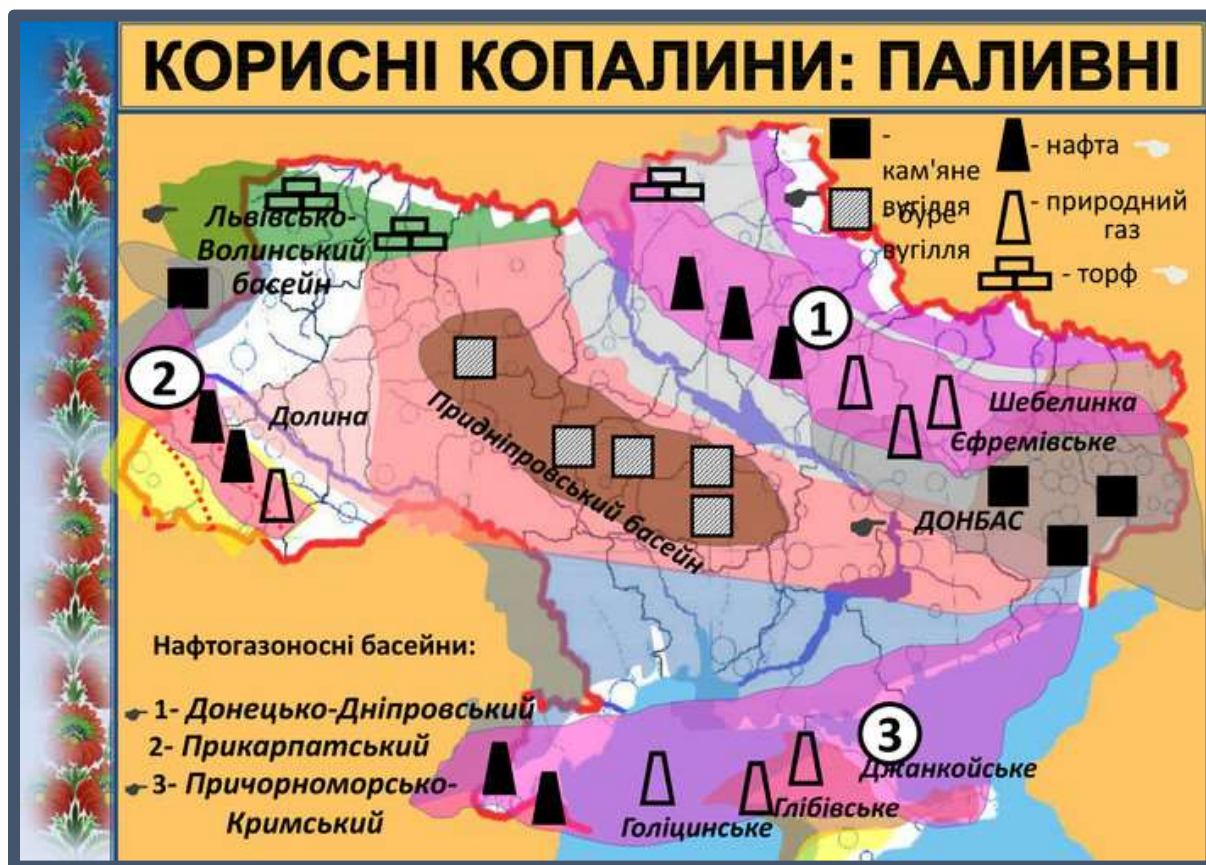 КОРИСНІ КОПАЛИНИ: ПАЛИВНІ
-
кам'яне
вугілля
- буре
вугілля
- нафта
- природний
газ
- торф
Львівсько-
Волинський
басейн
1
2
Долина
Придніпровський басейн
Шебелинка
Єфремівське
ДОНБАС
Нафтогазоносні басейни:
1- Донецько-Дніпровський
2- Прикарпатський
3- Причорноморсько-
Кримський
3
Джанкойське
Глібівське
Голіцинське